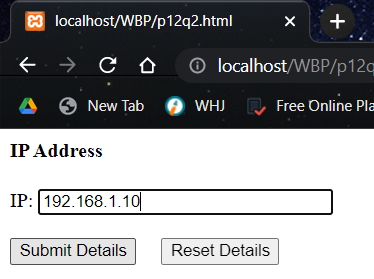 localhost/WBP/p12q2.html
localhost/WBP/p12q
New Tab
WHJ
Free Online Pla
IP Address
IP: 192.168.1.10
Submit Details
Reset Details